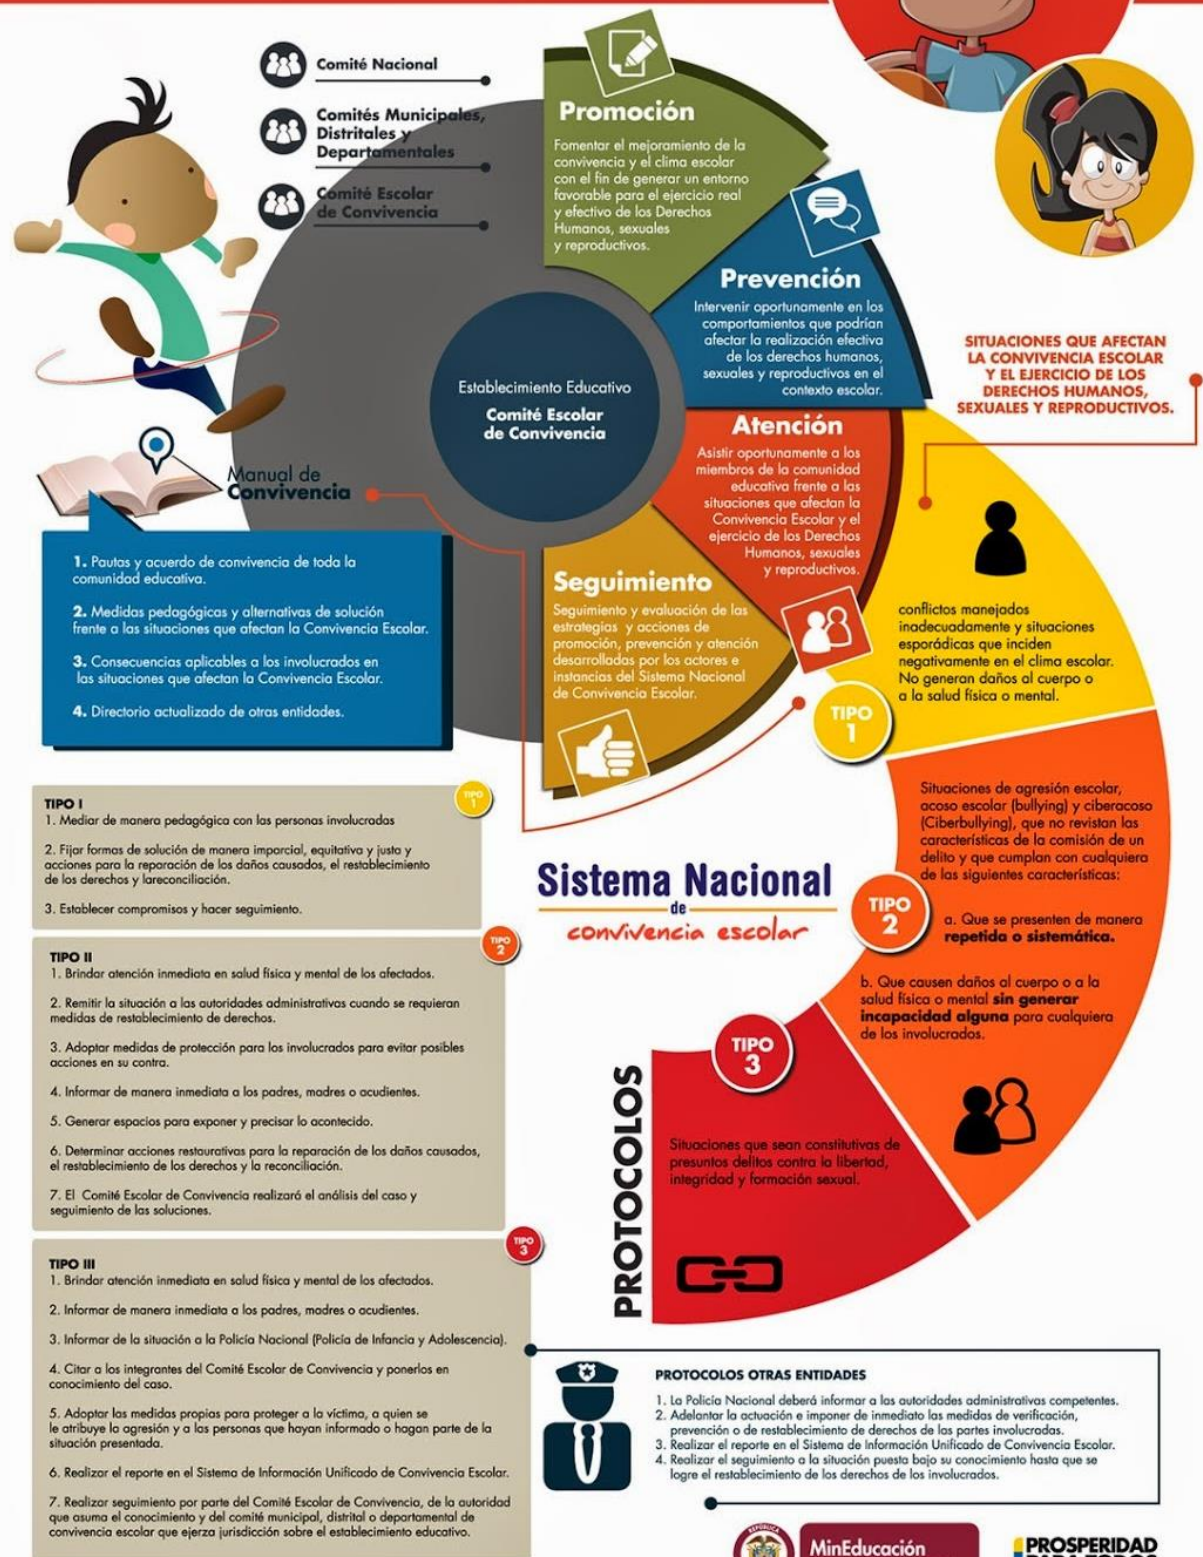 Comité Nacional
Comités Municipales,
Distritales y
Departamentales
Comité Escolar
de Convivencia
Promoción
Fomentar el mejoramiento de la
convivencia y el clima escolar
con el fin de generar un entorno
favorable para el ejercicio real
y efectivo de los Derechos
Humanos, sexuales
y reproductivos.
Prevención
Intervenir oportunamente en los
comportamientos que podrían
afectar la realización efectiva
de los derechos humanos,
sexuales y reproductivos en el
contexto escolar.
SITUACIONES QUE AFECTAN
LA CONVIVENCIA ESCOLAR
Y EL EJERCICIO DE LOS
DERECHOS HUMANOS,
SEXUALES Y REPRODUCTIVOS.
Establecimiento Educativo
Comité Escolar
de Convivencia
Atención
Asistir oportunamente a los
miembros de la comunidad
educativa frente a las
situaciones que afectan la
Convivencia Escolar y el
ejercicio de los Derechos
Humanos, sexuales
y reproductivos.
Seguimiento
Seguimiento y evaluación de las
estrategias y acciones de
promoción, prevención y atención
desarrolladas por los actores e
instancias del Sistema Nacional
de Convivencia Escolar.
Manual de
Convivencia
1. Pautas y acuerdo de convivencia de toda la
comunidad educativa.
2. Medidas pedagógicas y alternativas de solución
frente a las situaciones que afectan la Convivencia Escolar.
3. Consecuencias aplicables a los involucrados en
las situaciones que afectan la Convivencia Escolar.
4. Directorio actualizado de otras entidades.
conflictos manejados
inadecuadamente y situaciones
esporádicas que inciden
negativamente en el clima escolar.
No generan daños al cuerpo o
a la salud física o mental.
TIPO
1
Situaciones de agresión escolar,
acoso escolar (bullying) y ciberacoso
(Ciberbullying), que no revistan las
características de la comisión de un
delito y que cumplan con cualquiera
de las siguientes características:
TIPO
2
a. Que se presenten de manera
repetida o sistemática.
b. Que causen daños al cuerpo o a la
salud física o mental sin generar
incapacidad alguna para cualquiera
de los involucrados.
TIPO
3
Situaciones que sean constitutivas de
presuntos delitos contra la libertad,
integridad y formación sexual.
PROTOCOLOS
Sistema Nacional
de
convivencia escolar
TIPO
1
TIPO I
1. Mediar de manera pedagógica con las personas involucradas
2. Fijar formas de solución de manera imparcial, equitativa y justa y
acciones para la reparación de los daños causados, el restablecimiento
de los derechos y lareconciliación.
3. Establecer compromisos y hacer seguimiento.
TIPO
2
TIPO II
1. Brindar atención inmediata en salud física y mental de los afectados.
2. Remitir la situación a las autoridades administrativas cuando se requieran
medidas de restablecimiento de derechos.
3. Adoptar medidas de protección para los involucrados para evitar posibles
acciones en su contra.
4. Informar de manera inmediata a los padres, madres o acudientes.
5. Generar espacios para exponer y precisar lo acontecido.
6. Determinar acciones restaurativas para la reparación de los daños causados,
el restablecimiento de los derechos y la reconciliación.
7. El Comité Escolar de Convivencia realizará el análisis del caso y
seguimiento de las soluciones.
TIPO
3
TIPO III
1. Brindar atención inmediata en salud física y mental de los afectados.
2. Informar de manera inmediata a los padres, madres o acudientes.
3. Informar de la situación a la Policía Nacional (Policía de Infancia y Adolescencia).
4. Citar a los integrantes del Comité Escolar de Convivencia y ponerlos en
conocimiento del caso.
5. Adoptar las medidas propias para proteger a la víctima, a quien se
le atribuye la agresión y a las personas que hayan informado o hagan parte de la
situación presentada.
6. Realizar el reporte en el Sistema de Información Unificado de Convivencia Escolar.
7. Realizar seguimiento por parte del Comité Escolar de Convivencia, de la autoridad
que asuma el conocimiento y del comité municipal, distrital o departamental de
convivencia escolar que ejerza jurisdicción sobre el establecimiento educativo.
PROTOCOLOS OTRAS ENTIDADES
1. La Policía Nacional deberá informar a las autoridades administrativas competentes.
2. Adelantar la actuación e imponer de inmediato las medidas de verificación,
prevención o de restablecimiento de derechos de las partes involucradas.
3. Realizar el reporte en el Sistema de Información Unificado de Convivencia Escolar.
4. Realizar el seguimiento a la situación puesta bajo su conocimiento hasta que se
logre el restablecimiento de los derechos de los involucrados.
MinEducación
PROSPERIDAD